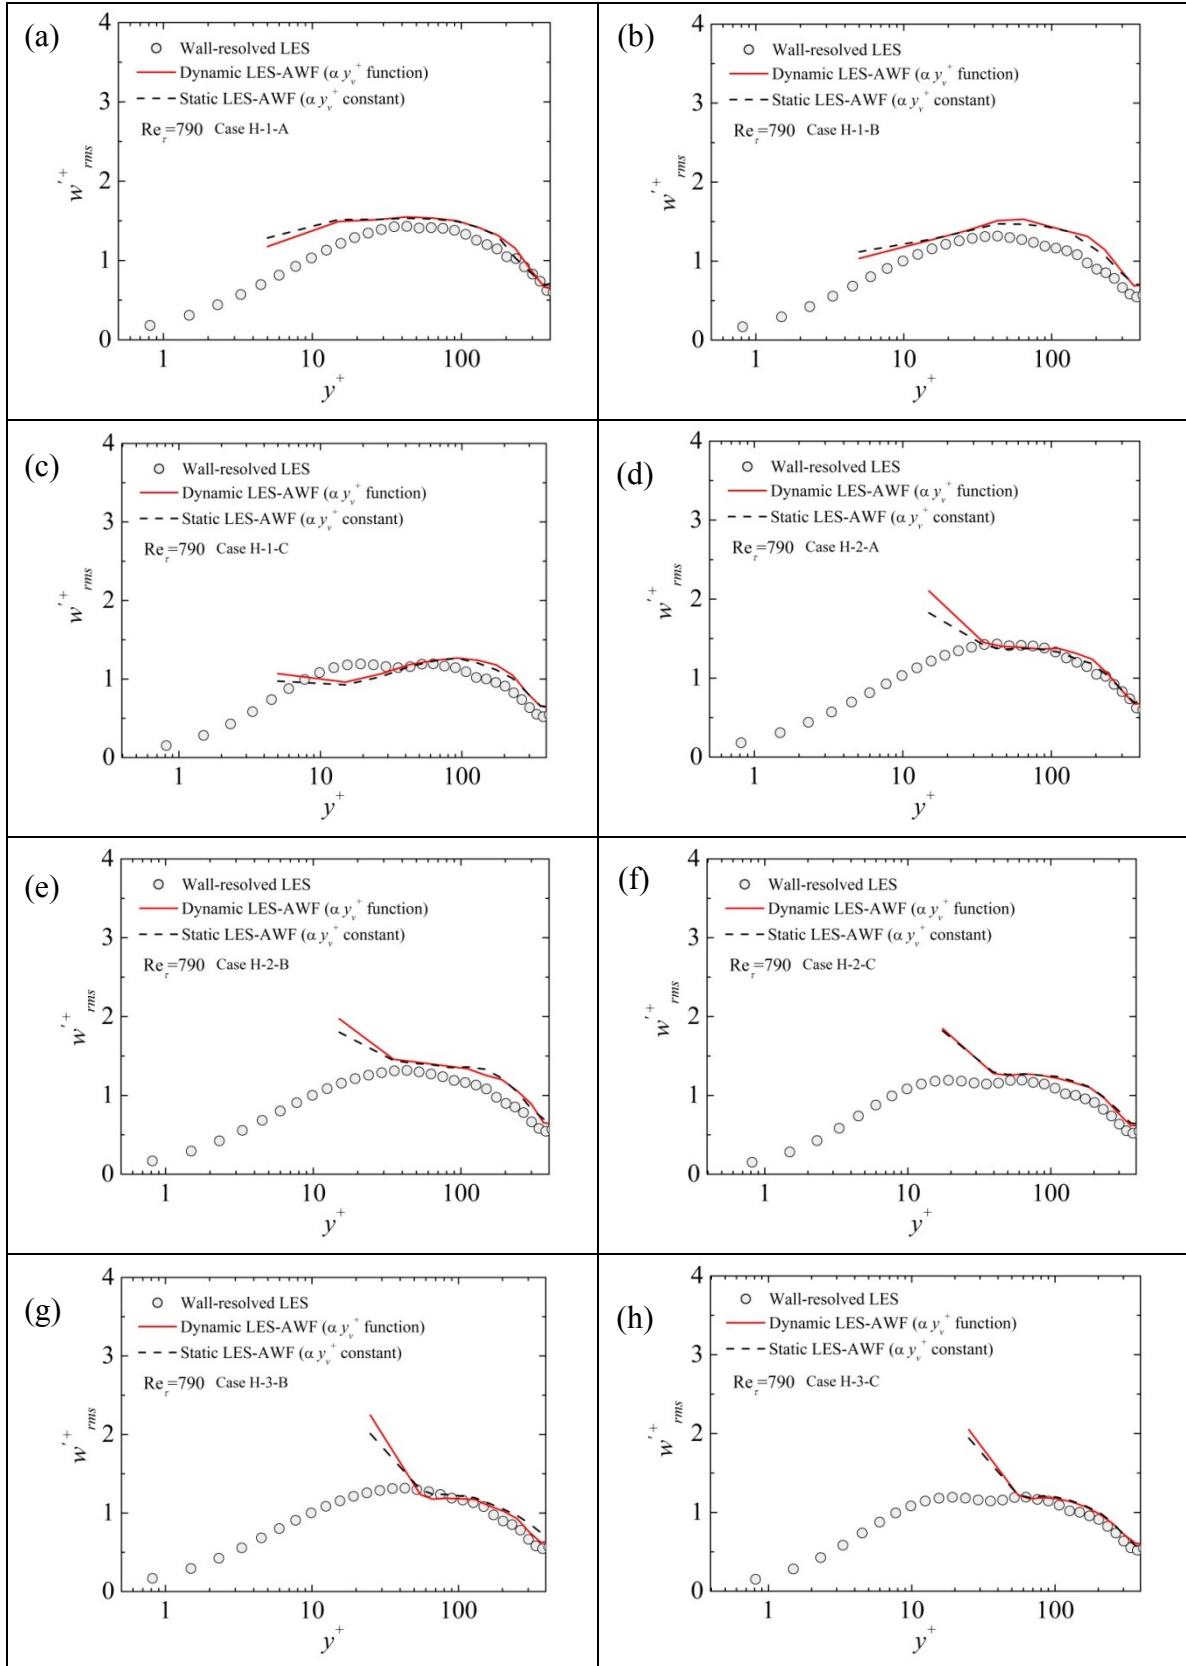 (a)
4
3
2
1
0
w'⁺rms
Wall-resolved LES
Dynamic LES-AWF (α yᵥ⁺ function)
Static LES-AWF (α yᵥ⁺ constant)
Reτ=790 Case H-1-A
1 10 100
y⁺
(b)
4
3
2
1
0
w'⁺rms
Wall-resolved LES
Dynamic LES-AWF (α yᵥ⁺ function)
Static LES-AWF (α yᵥ⁺ constant)
Reτ=790 Case H-1-B
1 10 100
y⁺
(c)
4
3
2
1
0
w'⁺rms
Wall-resolved LES
Dynamic LES-AWF (α yᵥ⁺ function)
Static LES-AWF (α yᵥ⁺ constant)
Reτ=790 Case H-1-C
1 10 100
y⁺
(d)
4
3
2
1
0
w'⁺rms
Wall-resolved LES
Dynamic LES-AWF (α yᵥ⁺ function)
Static LES-AWF (α yᵥ⁺ constant)
Reτ=790 Case H-2-A
1 10 100
y⁺
(e)
4
3
2
1
0
w'⁺rms
Wall-resolved LES
Dynamic LES-AWF (α yᵥ⁺ function)
Static LES-AWF (α yᵥ⁺ constant)
Reτ=790 Case H-2-B
1 10 100
y⁺
(f)
4
3
2
1
0
w'⁺rms
Wall-resolved LES
Dynamic LES-AWF (α yᵥ⁺ function)
Static LES-AWF (α yᵥ⁺ constant)
Reτ=790 Case H-2-C
1 10 100
y⁺
(g)
4
3
2
1
0
w'⁺rms
Wall-resolved LES
Dynamic LES-AWF (α yᵥ⁺ function)
Static LES-AWF (α yᵥ⁺ constant)
Reτ=790 Case H-3-B
1 10 100
y⁺
(h)
4
3
2
1
0
w'⁺rms
Wall-resolved LES
Dynamic LES-AWF (α yᵥ⁺ function)
Static LES-AWF (α yᵥ⁺ constant)
Reτ=790 Case H-3-C
1 10 100
y⁺